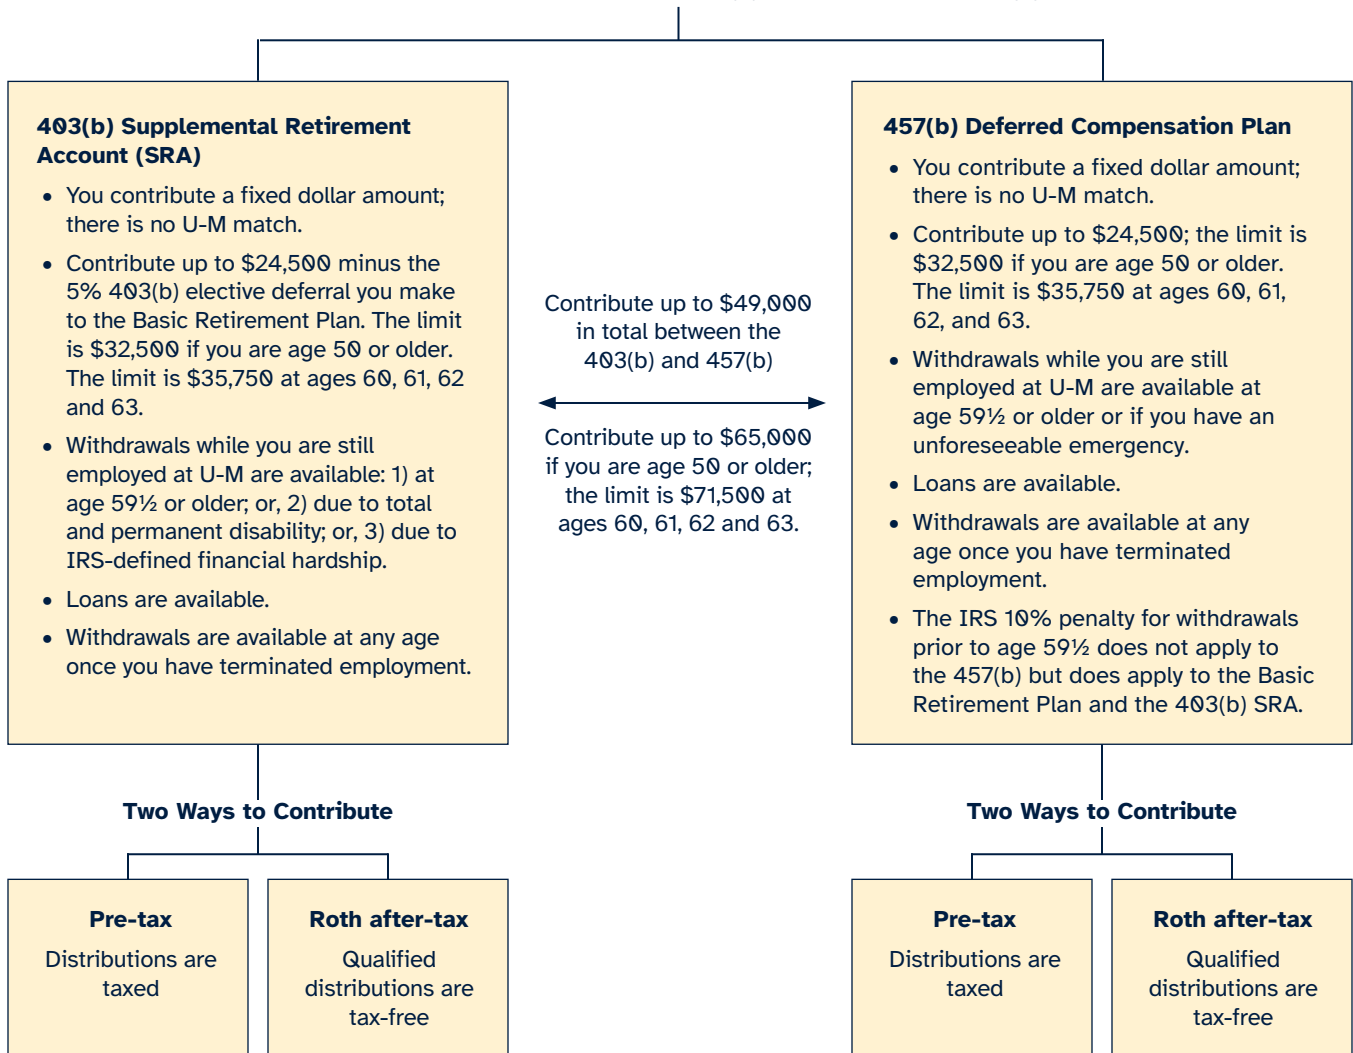 403(b) Supplemental Retirement
Account (SRA)
• You contribute a fixed dollar amount;
there is no U-M match.
• Contribute up to $24,500 minus the
5% 403(b) elective deferral you make
to the Basic Retirement Plan. The limit
is $32,500 if you are age 50 or older.
The limit is $35,750 at ages 60, 61, 62
and 63.
• Withdrawals while you are still
employed at U-M are available: 1) at
age 59½ or older; or, 2) due to total
and permanent disability; or, 3) due to
IRS-defined financial hardship.
• Loans are available.
• Withdrawals are available at any age
once you have terminated employment.
Contribute up to $49,000
in total between the
403(b) and 457(b)
Contribute up to $65,000
if you are age 50 or older;
the limit is $71,500 at
ages 60, 61, 62 and 63.
457(b) Deferred Compensation Plan
• You contribute a fixed dollar amount;
there is no U-M match.
• Contribute up to $24,500; the limit is
$32,500 if you are age 50 or older.
The limit is $35,750 at ages 60, 61,
62, and 63.
• Withdrawals while you are still
employed at U-M are available at
age 59½ or older or if you have an
unforeseeable emergency.
• Loans are available.
• Withdrawals are available at any
age once you have terminated
employment.
• The IRS 10% penalty for withdrawals
prior to age 59½ does not apply to
the 457(b) but does apply to the Basic
Retirement Plan and the 403(b) SRA.
Two Ways to Contribute
Pre-tax
Distributions are
taxed
Roth after-tax
Qualified
distributions are
tax-free
Two Ways to Contribute
Pre-tax
Distributions are
taxed
Roth after-tax
Qualified
distributions are
tax-free